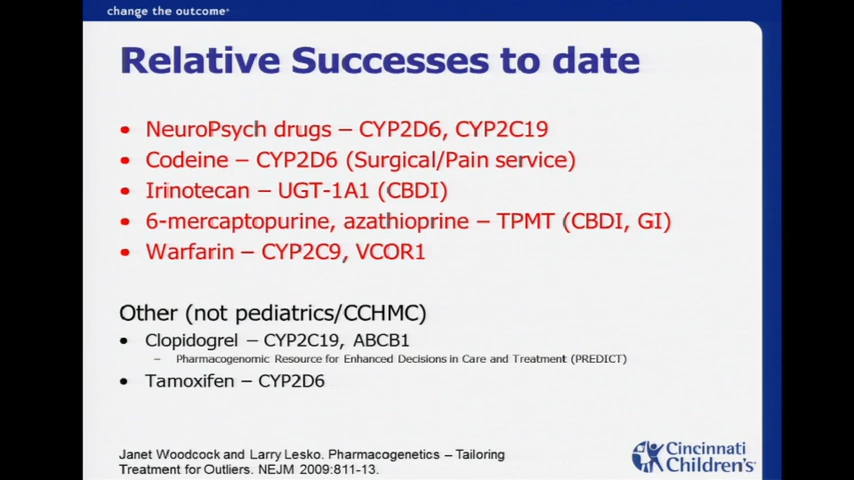 change the outcome®
Relative Successes to date
• NeuroPsych drugs – CYP2D6, CYP2C19
• Codeine – CYP2D6 (Surgical/Pain service)
• Irinotecan – UGT-1A1 (CBDI)
• 6-mercaptopurine, azathioprine – TPMT (CBDI, GI)
• Warfarin – CYP2C9, VCOR1
Other (not pediatrics/CCHMC)
• Clopidogrel – CYP2C19, ABCB1
– Pharmacogenomic Resource for Enhanced Decisions in Care and Treatment (PREDICT)
• Tamoxifen – CYP2D6
Janet Woodcock and Larry Lesko. Pharmacogenetics – Tailoring
Treatment for Outliers. NEJM 2009:811-13.
Cincinnati
Children's